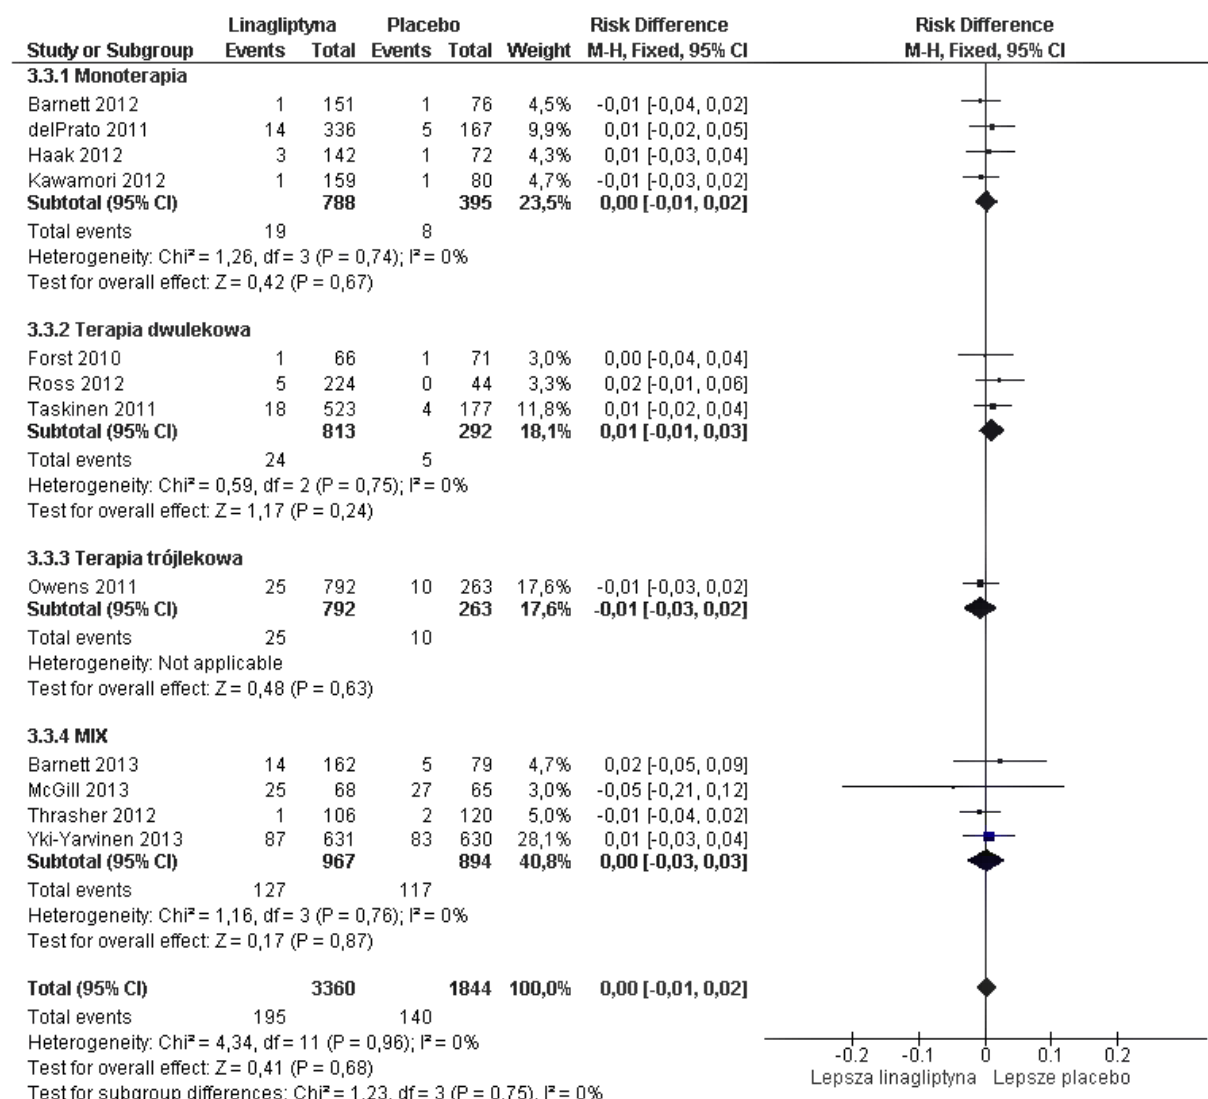 Linagliptyna Placebo Risk Difference Risk Difference
Study or Subgroup Events Total Events Total Weight M-H, Fixed, 95% CI M-H, Fixed, 95% CI
3.3.1 Monoterapia
Barnett 2012 1 151 1 76 4,5% -0,01 [-0,04, 0,02]
delPrato 2011 14 336 5 167 9,9% 0,01 [-0,02, 0,05]
Haak 2012 3 142 1 72 4,3% 0,01 [-0,03, 0,04]
Kawamori 2012 1 159 1 80 4,7% -0,01 [-0,03, 0,02]
Subtotal (95% CI) 788 395 23,5% 0,00 [-0,01, 0,02]
Total events 19 8
Heterogeneity: Chi² = 1,26, df = 3 (P = 0,74); I² = 0%
Test for overall effect: Z = 0,42 (P = 0,67)
3.3.2 Terapia dwulekowa
Forst 2010 1 66 1 71 3,0% 0,00 [-0,04, 0,04]
Ross 2012 5 224 0 44 3,3% 0,02 [-0,01, 0,06]
Taskinen 2011 18 523 4 177 11,8% 0,01 [-0,02, 0,04]
Subtotal (95% CI) 813 292 18,1% 0,01 [-0,01, 0,03]
Total events 24 5
Heterogeneity: Chi² = 0,59, df = 2 (P = 0,75); I² = 0%
Test for overall effect: Z = 1,17 (P = 0,24)
3.3.3 Terapia trójlekowa
Owens 2011 25 792 10 263 17,6% -0,01 [-0,03, 0,02]
Subtotal (95% CI) 792 263 17,6% -0,01 [-0,03, 0,02]
Total events 25 10
Heterogeneity: Not applicable
Test for overall effect: Z = 0,48 (P = 0,63)
3.3.4 MIX
Barnett 2013 14 162 5 79 4,7% 0,02 [-0,05, 0,09]
McGill 2013 25 68 27 65 3,0% -0,05 [-0,21, 0,12]
Thrasher 2012 1 106 2 120 5,0% -0,01 [-0,04, 0,02]
Yki-Yarvinen 2013 87 631 83 630 28,1% 0,01 [-0,03, 0,04]
Subtotal (95% CI) 967 894 40,8% 0,00 [-0,03, 0,03]
Total events 127 117
Heterogeneity: Chi² = 1,16, df = 3 (P = 0,76); I² = 0%
Test for overall effect: Z = 0,17 (P = 0,87)
Total (95% CI) 3360 1844 100,0% 0,00 [-0,01, 0,02]
Total events 195 140
Heterogeneity: Chi² = 4,34, df = 11 (P = 0,96); I² = 0%
Test for overall effect: Z = 0,41 (P = 0,68)
Test for subgroup differences: Chi² = 1,23, df = 3 (P = 0,75), I² = 0%
-0.2 -0.1 0 0.1 0.2
Lepsza linagliptyna Lepsze placebo